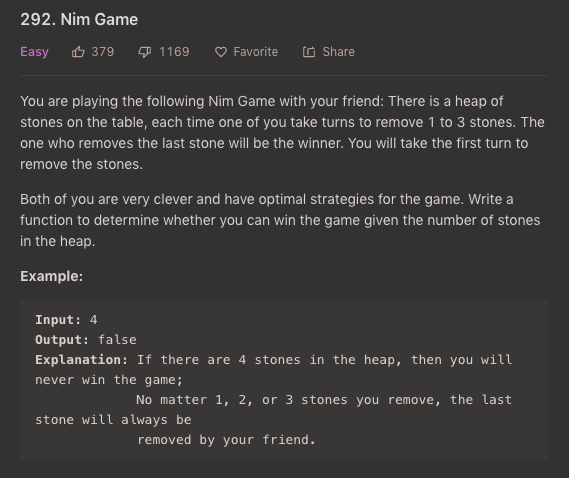 292. Nim Game
Easy 379 1169 Favorite Share
You are playing the following Nim Game with your friend: There is a heap of
stones on the table, each time one of you take turns to remove 1 to 3 stones. The
one who removes the last stone will be the winner. You will take the first turn to
remove the stones.
Both of you are very clever and have optimal strategies for the game. Write a
function to determine whether you can win the game given the number of stones
in the heap.
Example:
Input: 4
Output: false
Explanation: If there are 4 stones in the heap, then you will
never win the game;
No matter 1, 2, or 3 stones you remove, the last
stone will always be
removed by your friend.